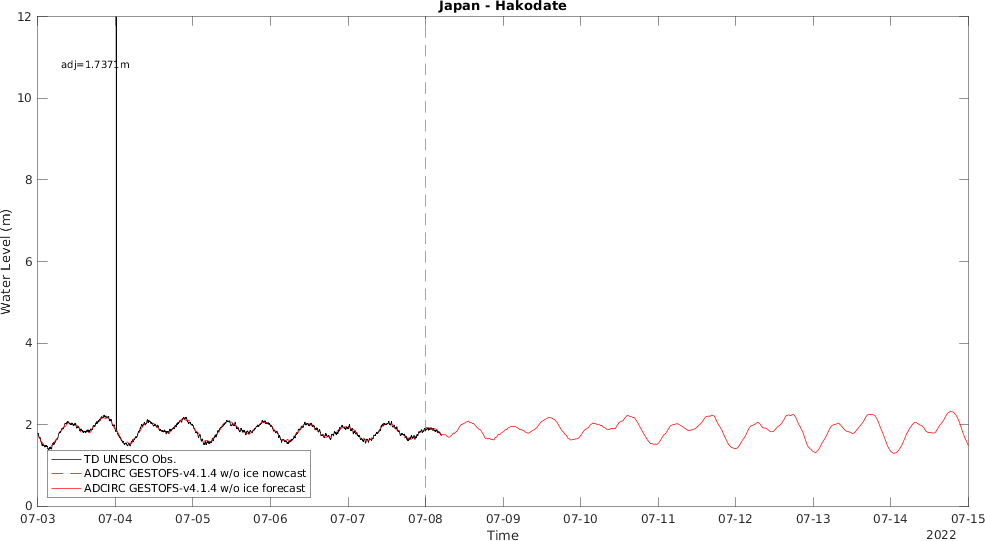 Japan - Hakodate
12
10
8
6
4
2
0
Water Level (m)
adj=1.7371m
TD UNESCO Obs.
ADCIRC GESTOFS-v4.1.4 w/o ice nowcast
ADCIRC GESTOFS-v4.1.4 w/o ice forecast
07-03 07-04 07-05 07-06 07-07 07-08 07-09 07-10 07-11 07-12 07-13 07-14 07-15
Time
2022